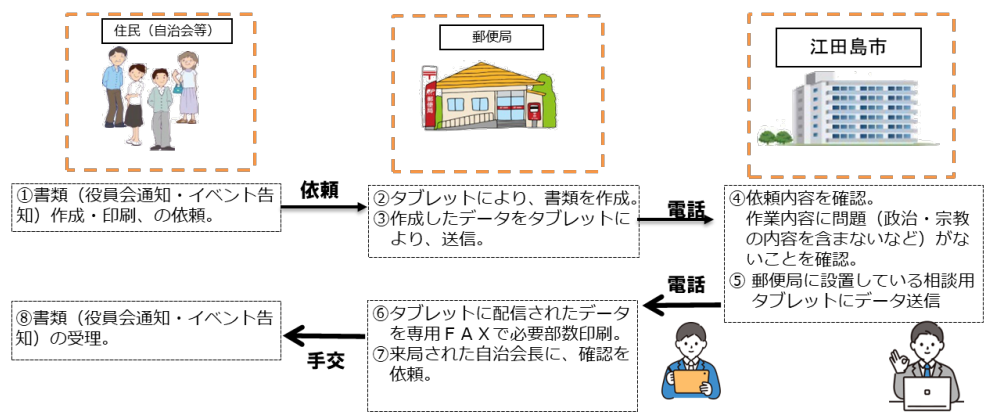 住民（自治会等）
郵便局
江田島市
①書類（役員会通知・イベント告
知）作成・印刷、の依頼。
依頼
②タブレットにより、書類を作成。
③作成したデータをタブレットに
より、送信。
電話
④依頼内容を確認。
作業内容に問題（政治・宗教
の内容を含まないなど）がな
いことを確認。
⑤ 郵便局に設置している相談用
タブレットにデータ送信
電話
⑥タブレットに配信されたデータ
を専用ＦＡＸで必要部数印刷。
⑦来局された自治会長に、確認を
依頼。
手交
⑧書類（役員会通知・イベント告
知）の受理。